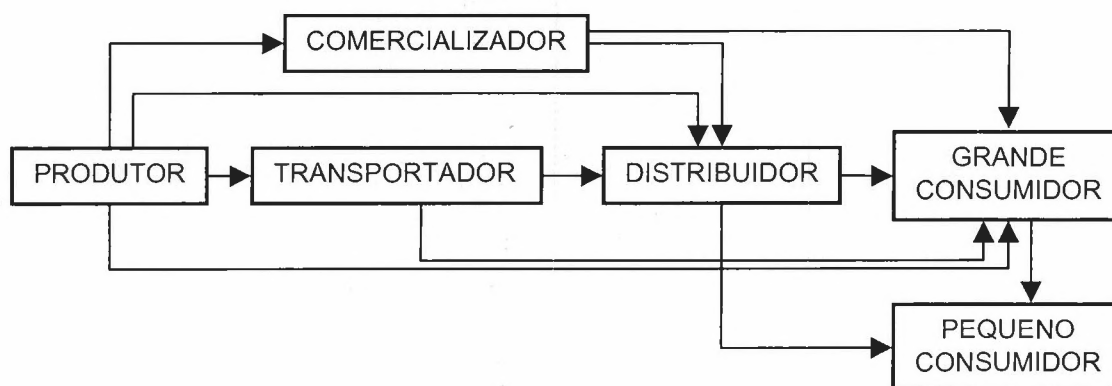 COMERCIALIZADOR
PRODUTOR
TRANSPORTADOR
DISTRIBUIDOR
GRANDE
CONSUMIDOR
PEQUENO
CONSUMIDOR